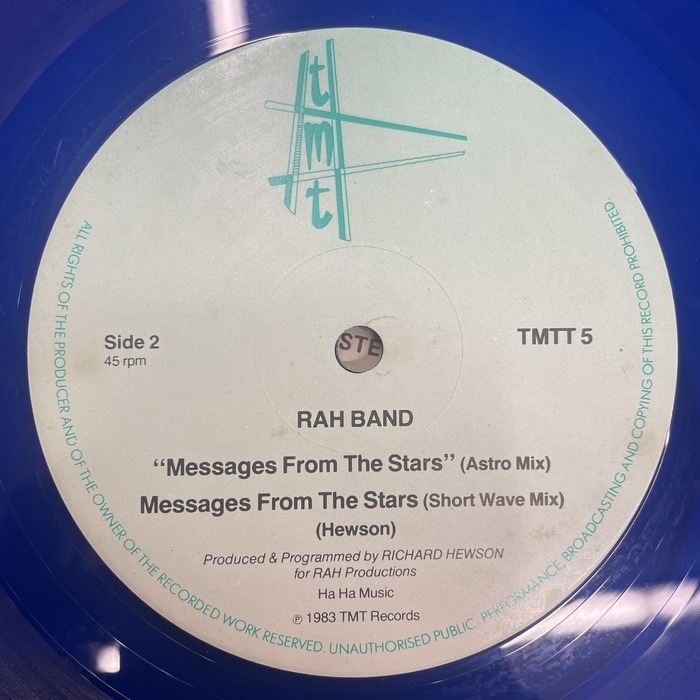 tmt
Side 2
45 rpm
TMTT 5
STE
RAH BAND
“Messages From The Stars” (Astro Mix)
Messages From The Stars (Short Wave Mix)
(Hewson)
Produced & Programmed by RICHARD HEWSON
for RAH Productions
Ha Ha Music
℗ 1983 TMT Records
ALL RIGHTS OF THE PRODUCER AND OF THE OWNER OF THE RECORDED WORK RESERVED. UNAUTHORISED PUBLIC PERFORMANCE, BROADCASTING AND COPYING OF THIS RECORD PROHIBITED.